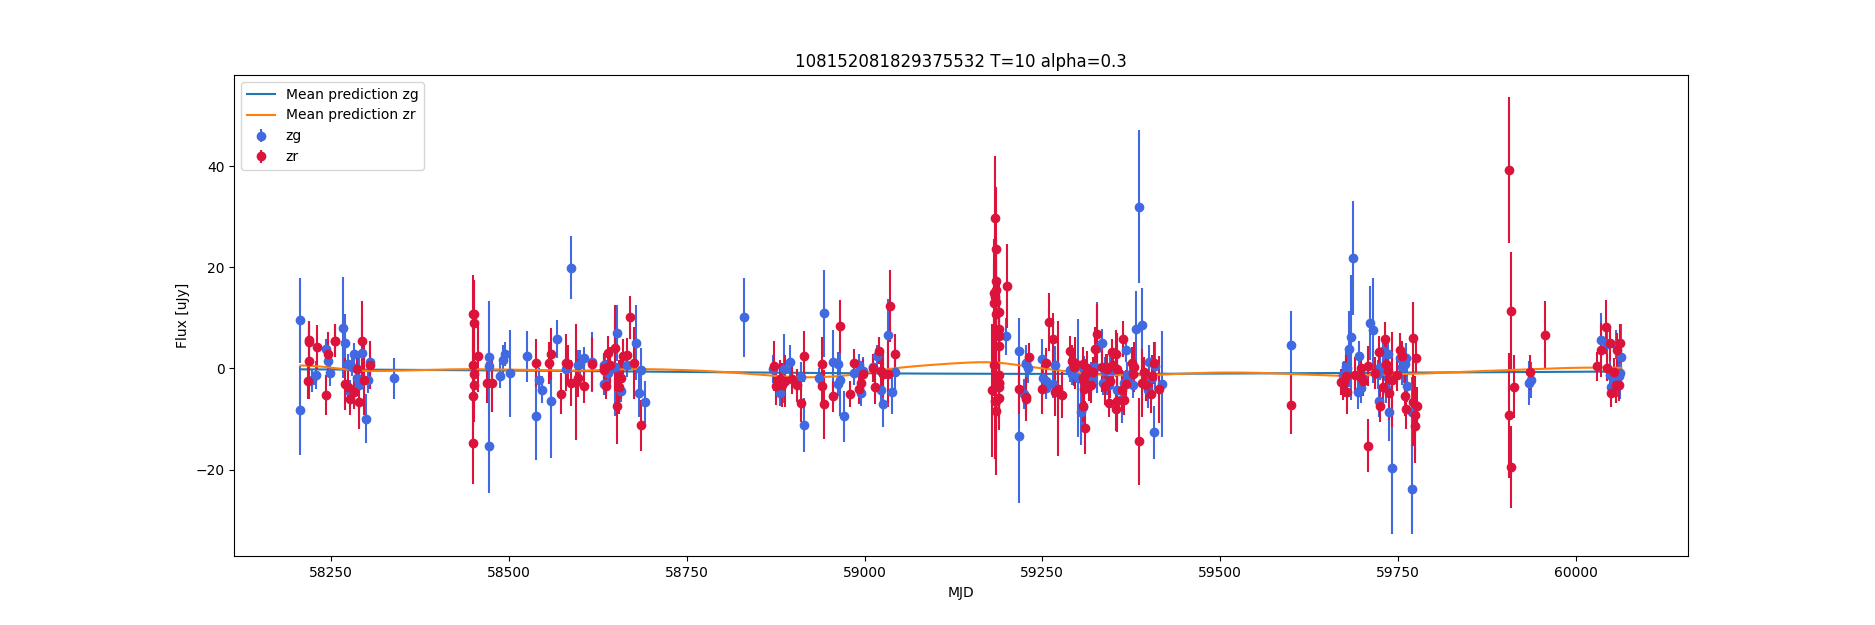 108152081829375532 T=10 alpha=0.3
Mean prediction zg
Mean prediction zr
zg
zr
Flux [uJy]
40
20
0
−20
58250 58500 58750 59000 59250 59500 59750 60000
MJD